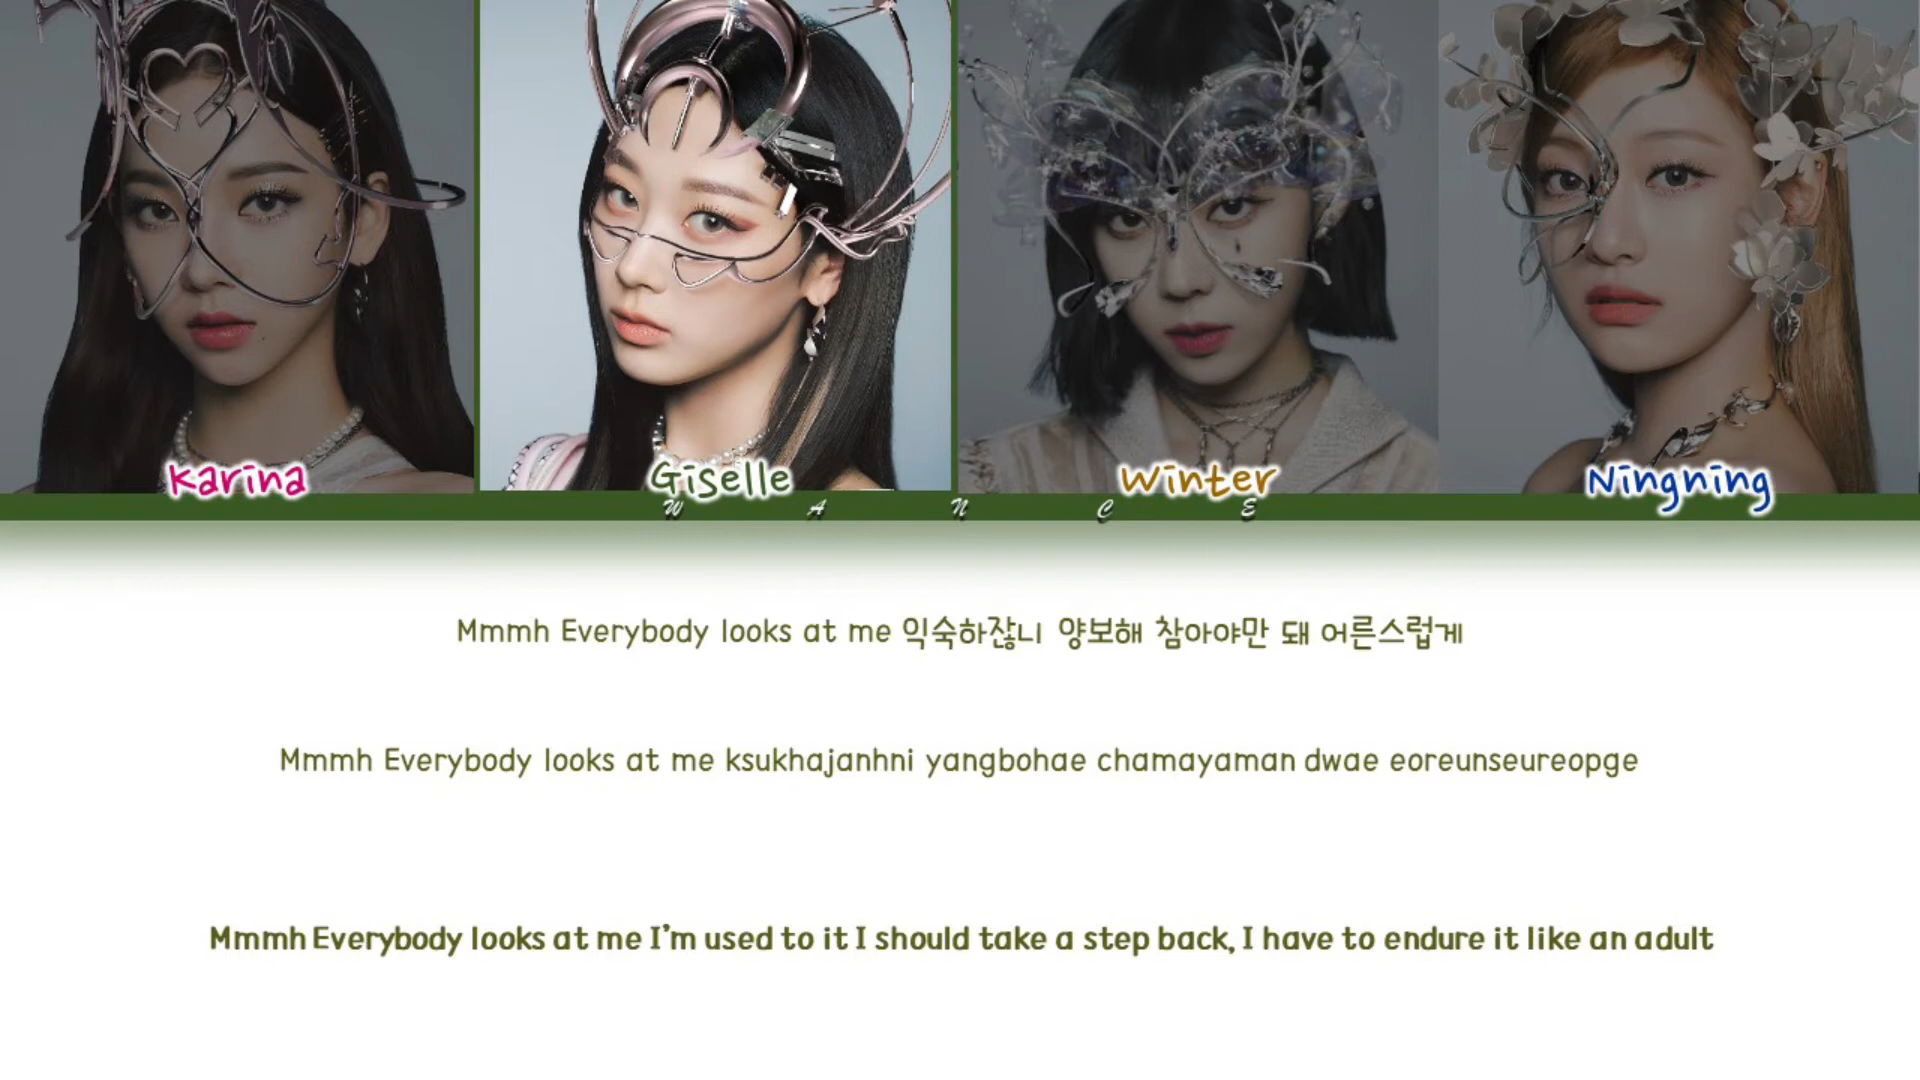 Karina Giselle Winter Ningning
W A N C E
Mmmh Everybody looks at me 익숙하잖니 양보해 참아야만 돼 어른스럽게
Mmmh Everybody looks at me ksukhajanhni yangbohae chamayaman dwae eoreunseureopge
Mmmh Everybody looks at me I'm used to it I should take a step back, I have to endure it like an adult